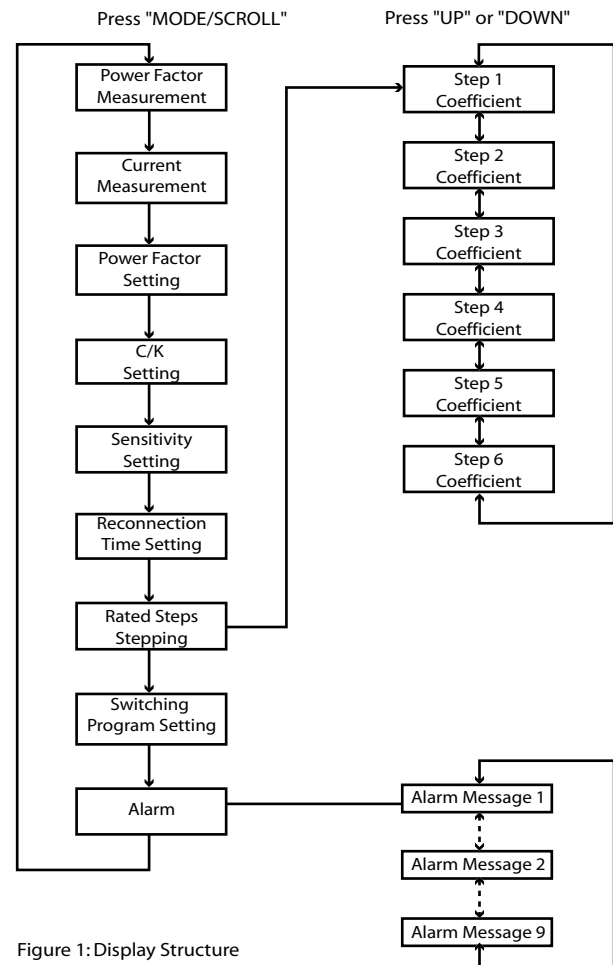 Press "MODE/SCROLL"
Power Factor
Measurement
Current
Measurement
Power Factor
Setting
C/K
Setting
Sensitivity
Setting
Reconnection
Time Setting
Rated Steps
Stepping
Switching
Program Setting
Alarm
Press "UP" or "DOWN"
Step 1
Coefficient
Step 2
Coefficient
Step 3
Coefficient
Step 4
Coefficient
Step 5
Coefficient
Step 6
Coefficient
Alarm Message 1
Alarm Message 2
Alarm Message 9
Figure 1: Display Structure